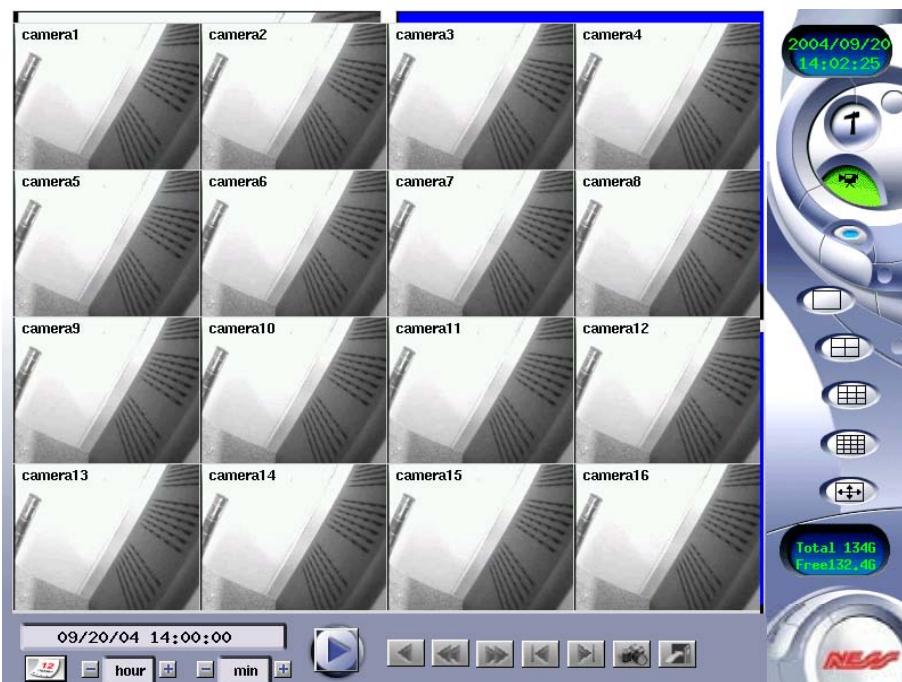 camera1 camera2 camera3 camera4
2004/09/20
14:02:25
camera5 camera6 camera7 camera8
camera9 camera10 camera11 camera12
camera13 camera14 camera15 camera16
Total 134G
Free132.4G
09/20/04 14:00:00
12
hour
min
NESS